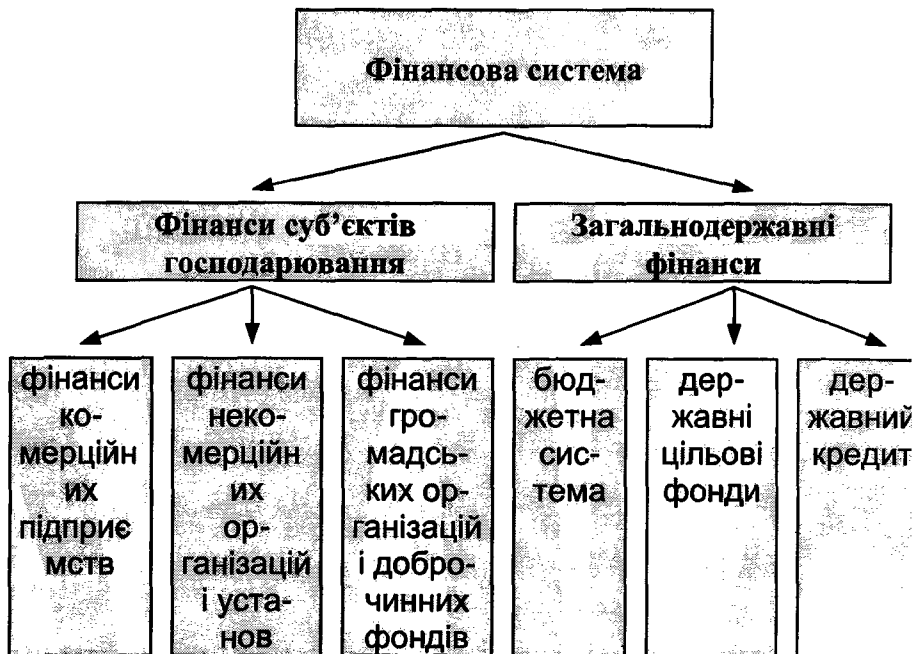 Фінансова система
Фінанси суб’єктів
господарювання
Загальнодержавні
фінанси
фінанси
ко-
мерційн
их
підприє
мств
фінанси
неко-
мерційн
их
ор-
ганізацій
і уста-
нов
фінанси
гро-
мадсь-
ких ор-
ганізацій
і добро-
чинних
фондів
бюд-
жетна
сис-
тема
дер-
жавні
цільові
фонди
дер-
жавний
кредит